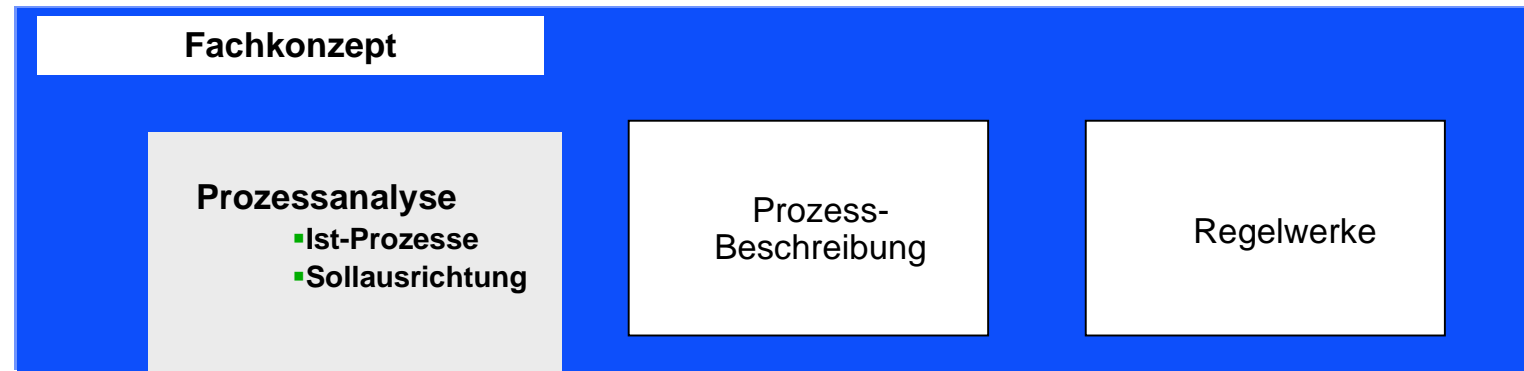 Fachkonzept
Prozessanalyse
▪Ist-Prozesse
▪Sollausrichtung
Prozess-
Beschreibung
Regelwerke